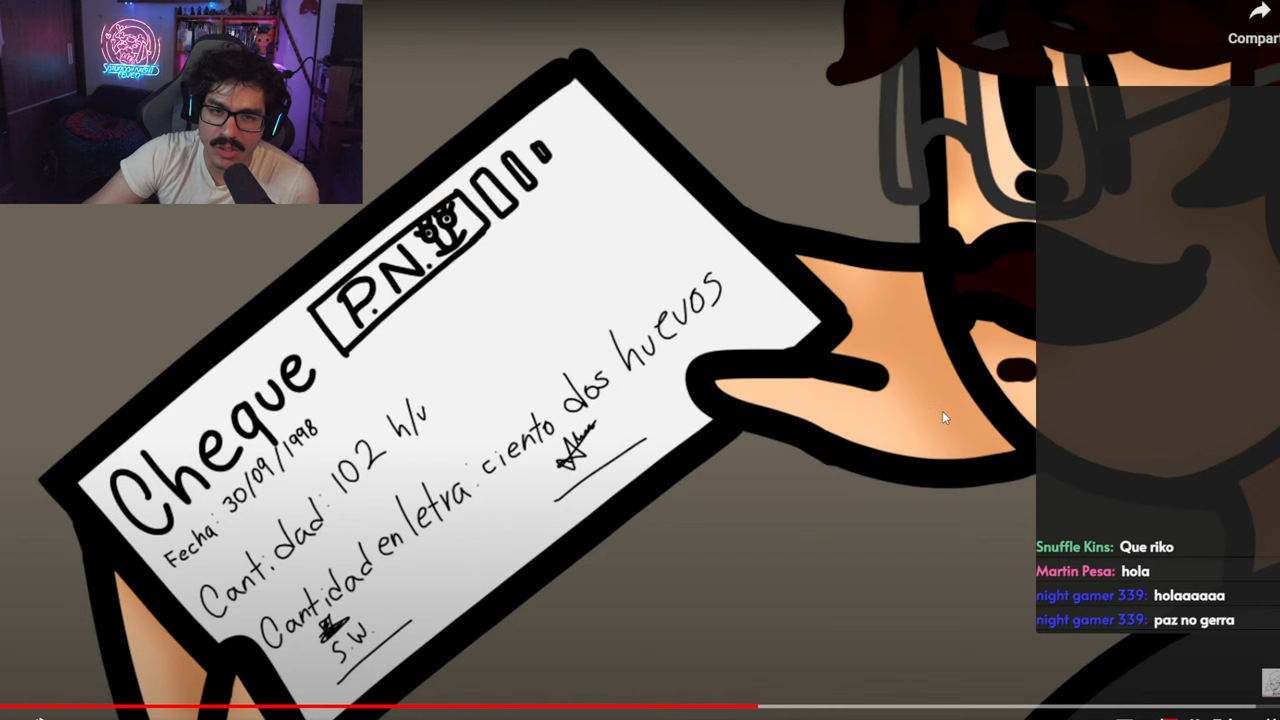 Compart
Cheque
P.N.
Fecha: 30/09/1998
Cantidad: 102 h/v
Cantidad en letra: ciento dos huevos
S.W.
Snuffle Kins: Que riko
Martin Pesa: hola
night gamer 339: holaaaaaa
night gamer 339: paz no gerra